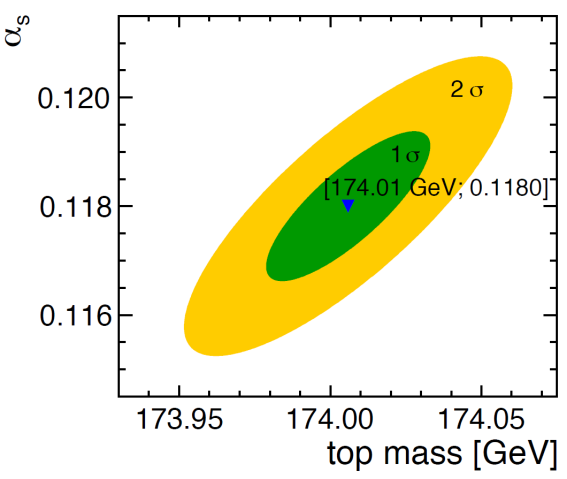 αs
0.120
2 σ
1 σ
[174.01 GeV; 0.1180]
0.118
0.116
173.95 174.00 174.05
top mass [GeV]